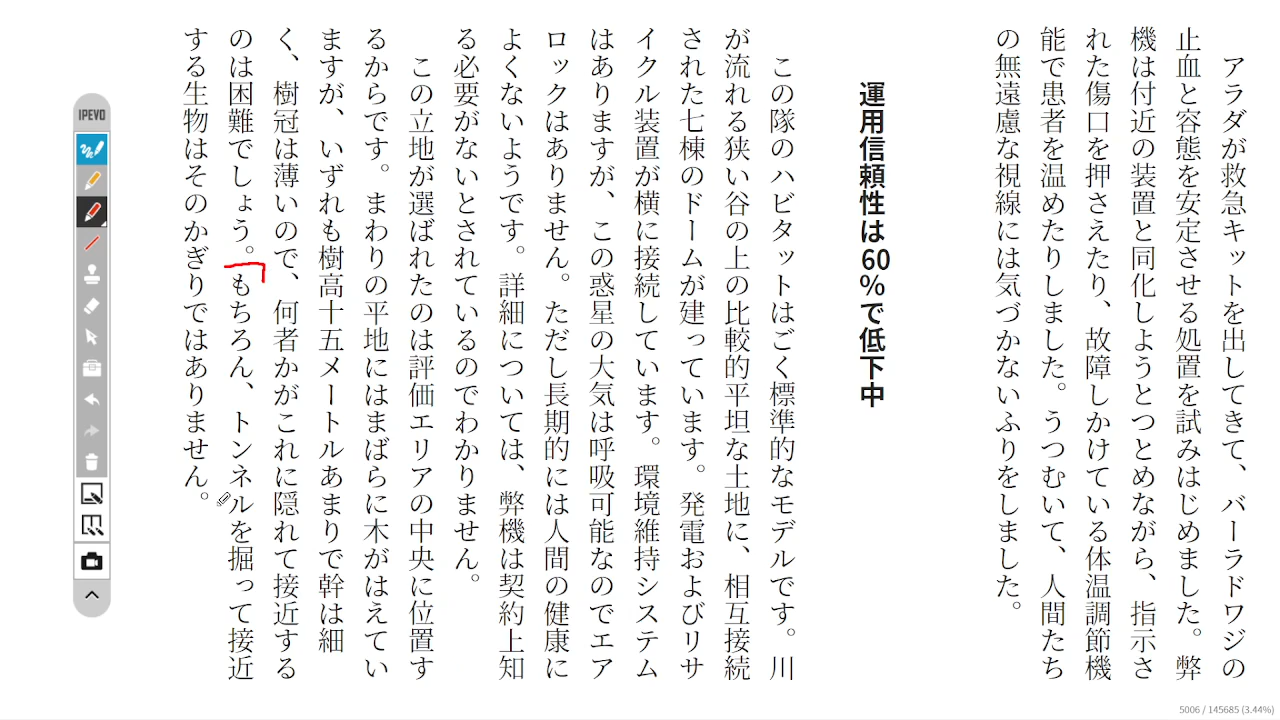 アラダが救急キットを出してきて、バーラドワジの
止血と容態を安定させる処置を試みはじめました。弊
機は付近の装置と同化しようとつとめながら、指示さ
れた傷口を押さえたり、故障しかけている体温調節機
能で患者を温めたりしました。うつむいて、人間たち
の無遠慮な視線には気づかないふりをしました。
運用信頼性は60%で低下中
この隊のハビタットはごく標準的なモデルです。川
が流れる狭い谷の上の比較的平坦な土地に、相互接続
された七棟のドームが建っています。発電およびリサ
イクル装置が横に接続しています。環境維持システム
はありますが、この惑星の大気は呼吸可能なのでエア
ロックはありません。ただし長期的には人間の健康に
よくないようです。詳細については、弊機は契約上知
る必要がないとされているのでわかりません。
この立地が選ばれたのは評価エリアの中央に位置す
るからです。まわりの平地にはまばらに木がはえてい
ますが、いずれも樹高十五メートルあまりで幹は細
く、樹冠は薄いので、何者かがこれに隠れて接近する
のは困難でしょう。もちろん、トンネルを掘って接近
する生物はそのかぎりではありません。
IPEVO
5006 / 145685 (3.44%)